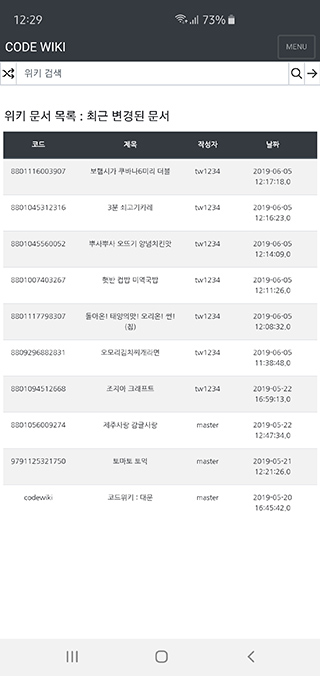 12:29 73%
CODE WIKI MENU
위키 검색
위키 문서 목록 : 최근 변경된 문서
코드 제목 작성자 날짜
8801116003907 보헴시가 쿠바나6미리 더블 tw1234 2019-06-05
12:17:18.0
8801045312316 3분 쇠고기카레 tw1234 2019-06-05
12:16:23.0
8801045560052 뿌셔뿌셔 오뜨기 양념치킨맛 tw1234 2019-06-05
12:14:09.0
8801007403267 햇반 컵밥 미역국밥 tw1234 2019-06-05
12:11:26.0
8801117798307 돌아온! 태양의맛! 오리온! 썬! tw1234 2019-06-05
(칩) 12:08:32.0
8809296882831 오모리김치찌개라면 tw1234 2019-06-05
11:38:48.0
8801094512668 조지아 크래프트 tw1234 2019-05-22
16:59:13.0
8801056009274 제주사랑 감귤사랑 master 2019-05-22
12:47:34.0
9791125321750 토마토 토익 master 2019-05-21
12:21:26.0
codewiki 코드위키 : 대문 master 2019-05-20
16:45:42.0